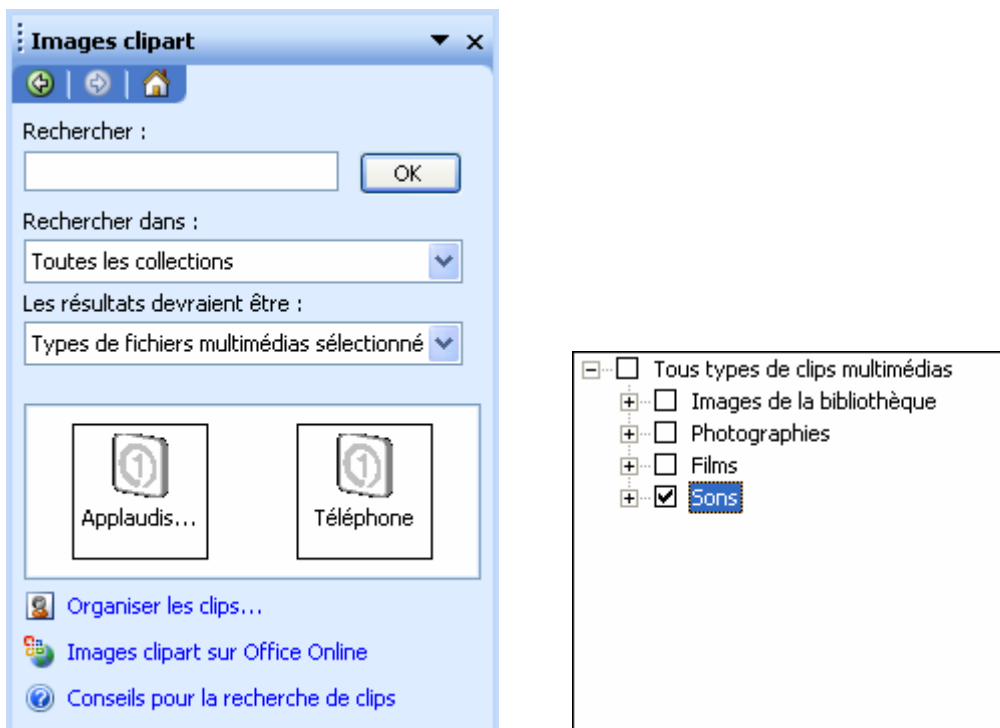 Images clipart
Rechercher :
OK
Rechercher dans :
Toutes les collections
Les résultats devraient être :
Types de fichiers multimédias sélectionné
Applaudis...
Téléphone
Organiser les clips...
Images clipart sur Office Online
Conseils pour la recherche de clips
Tous types de clips multimédias
Images de la bibliothèque
Photographies
Films
Sons